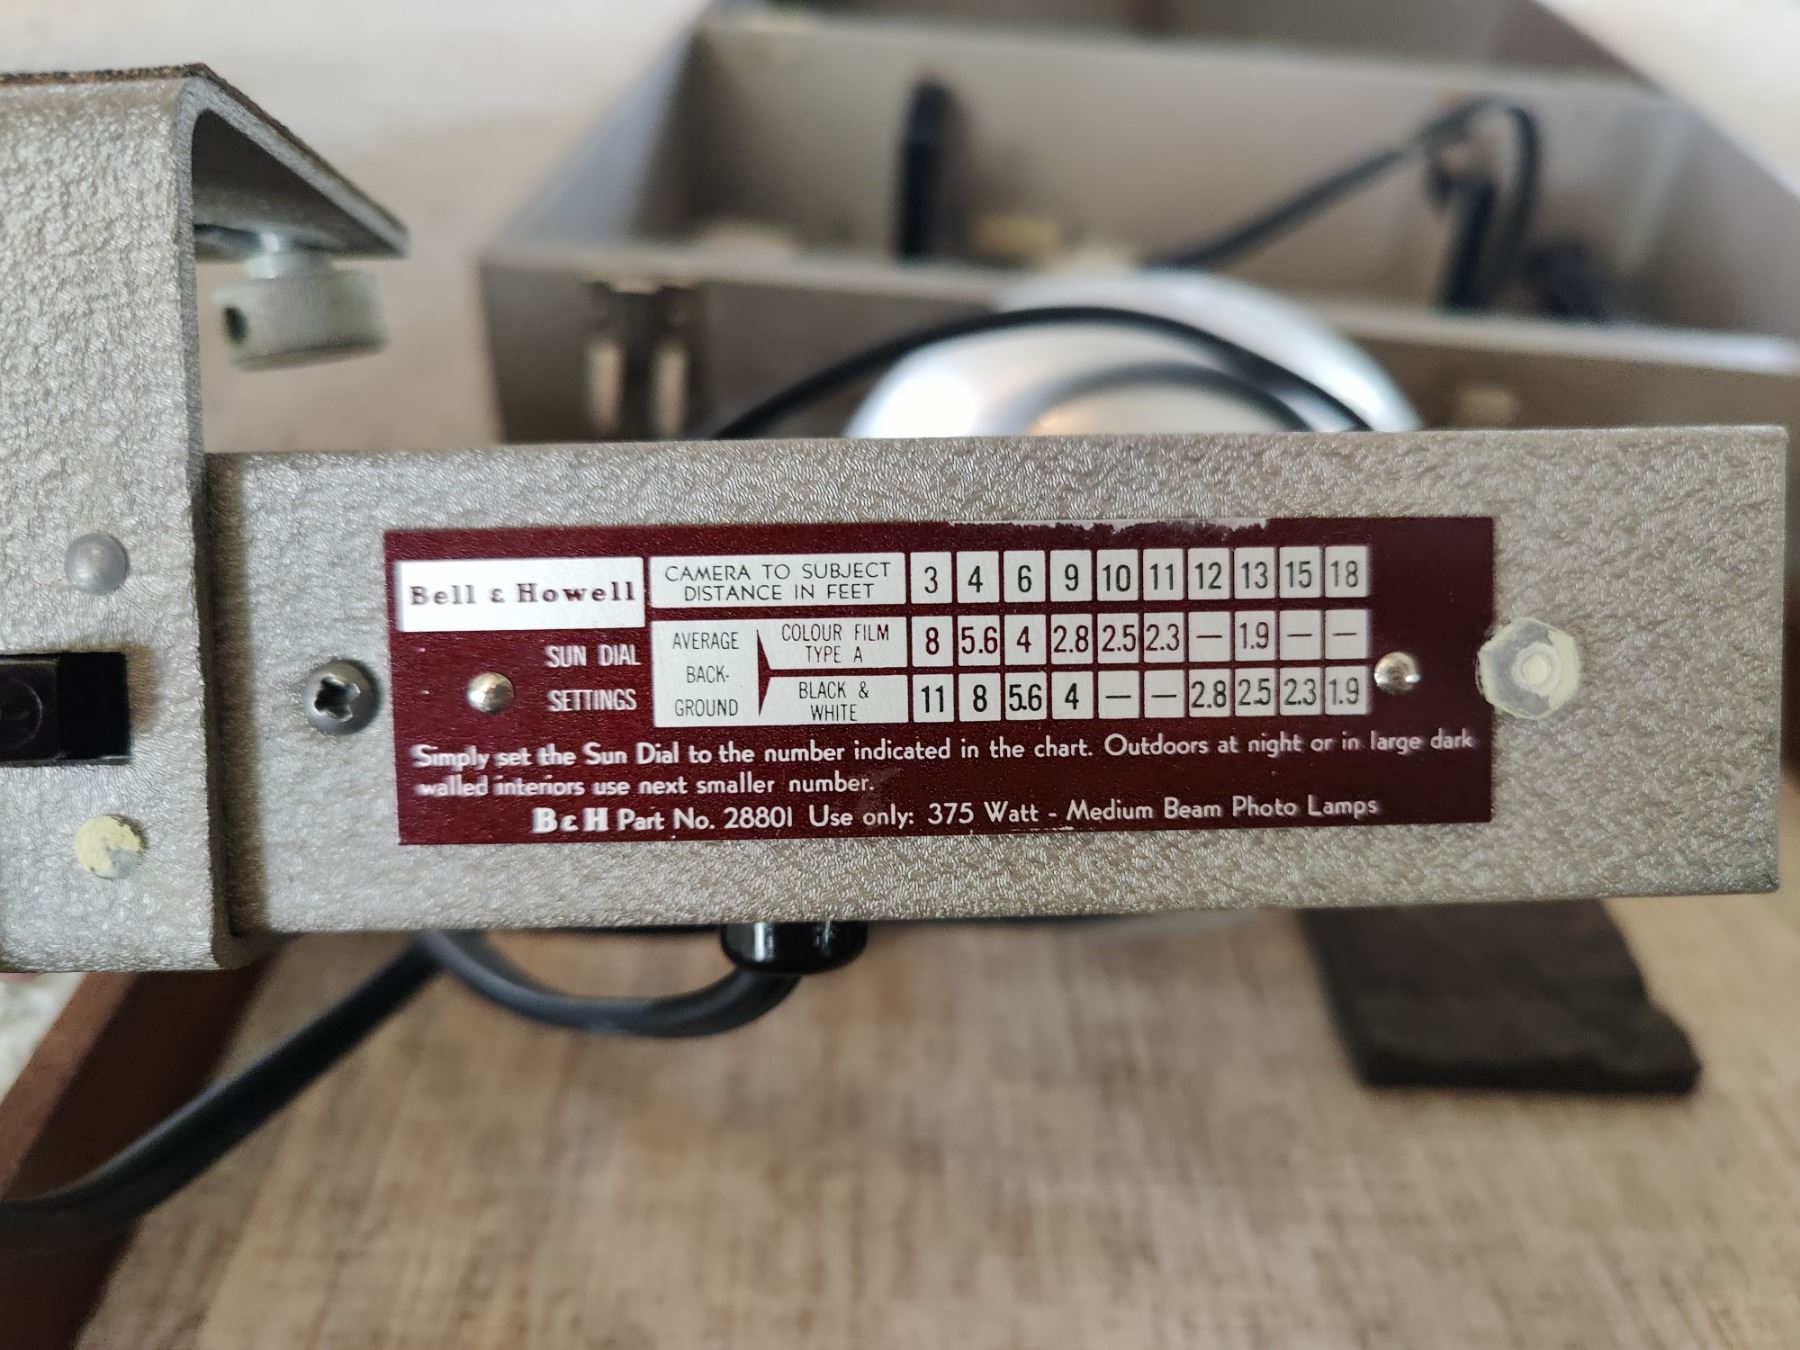 Bell & Howell
CAMERA TO SUBJECT DISTANCE IN FEET 3 4 6 9 10 11 12 13 15 18
SUN DIAL SETTINGS
AVERAGE BACK-GROUND
COLOUR FILM TYPE A 8 5.6 4 2.8 2.5 2.3 — 1.9 — —
BLACK & WHITE 11 8 5.6 4 — — 2.8 2.5 2.3 1.9
Simply set the Sun Dial to the number indicated in the chart. Outdoors at night or in large dark
walled interiors use next smaller number.
B&H Part No. 28801 Use only: 375 Watt - Medium Beam Photo Lamps